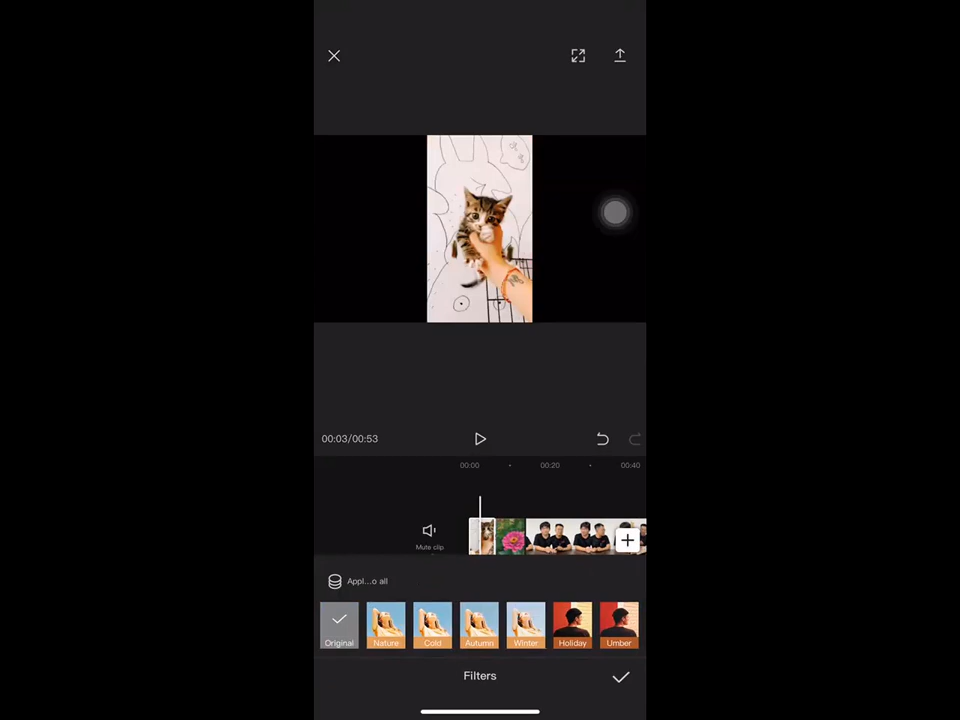 00:03/00:53
00:00 00:20 00:40
Mute clip
Appl...o all
Original Nature Cold Autumn Winter Holiday Umber
Filters